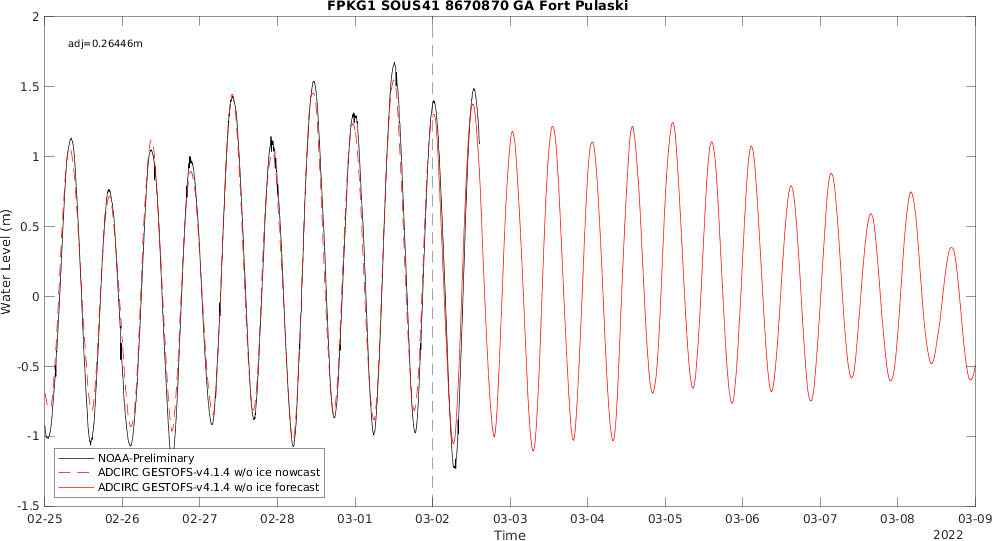 FPKG1 SOUS41 8670870 GA Fort Pulaski
adj=0.26446m
Water Level (m)
2
1.5
1
0.5
0
-0.5
-1
-1.5
NOAA-Preliminary
ADCIRC GESTOFS-v4.1.4 w/o ice nowcast
ADCIRC GESTOFS-v4.1.4 w/o ice forecast
02-25 02-26 02-27 02-28 03-01 03-02 03-03 03-04 03-05 03-06 03-07 03-08 03-09
Time
2022